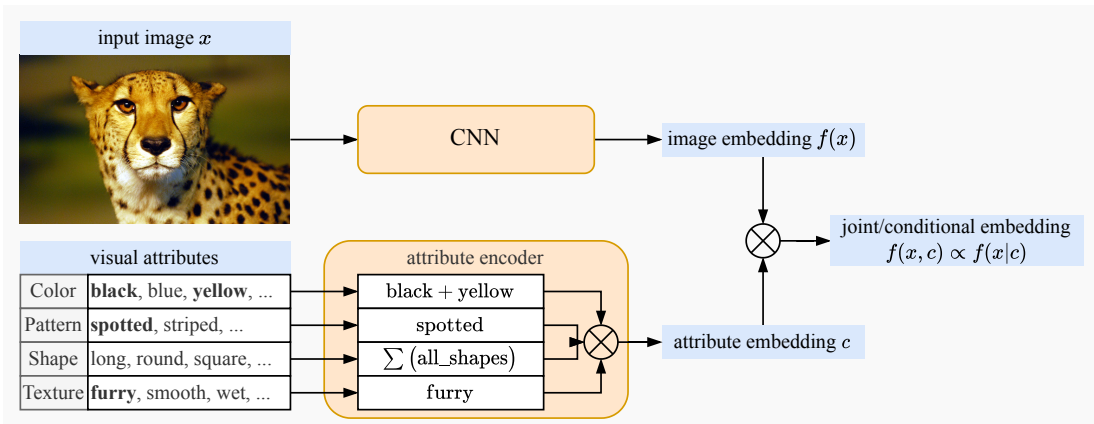 input image x
CNN
image embedding f(x)
joint/conditional embedding
f(x, c) ∝ f(x|c)
visual attributes
Color black, blue, yellow, ...
Pattern spotted, striped, ...
Shape long, round, square, ...
Texture furry, smooth, wet, ...
attribute encoder
black + yellow
spotted
∑ (all_shapes)
furry
attribute embedding c